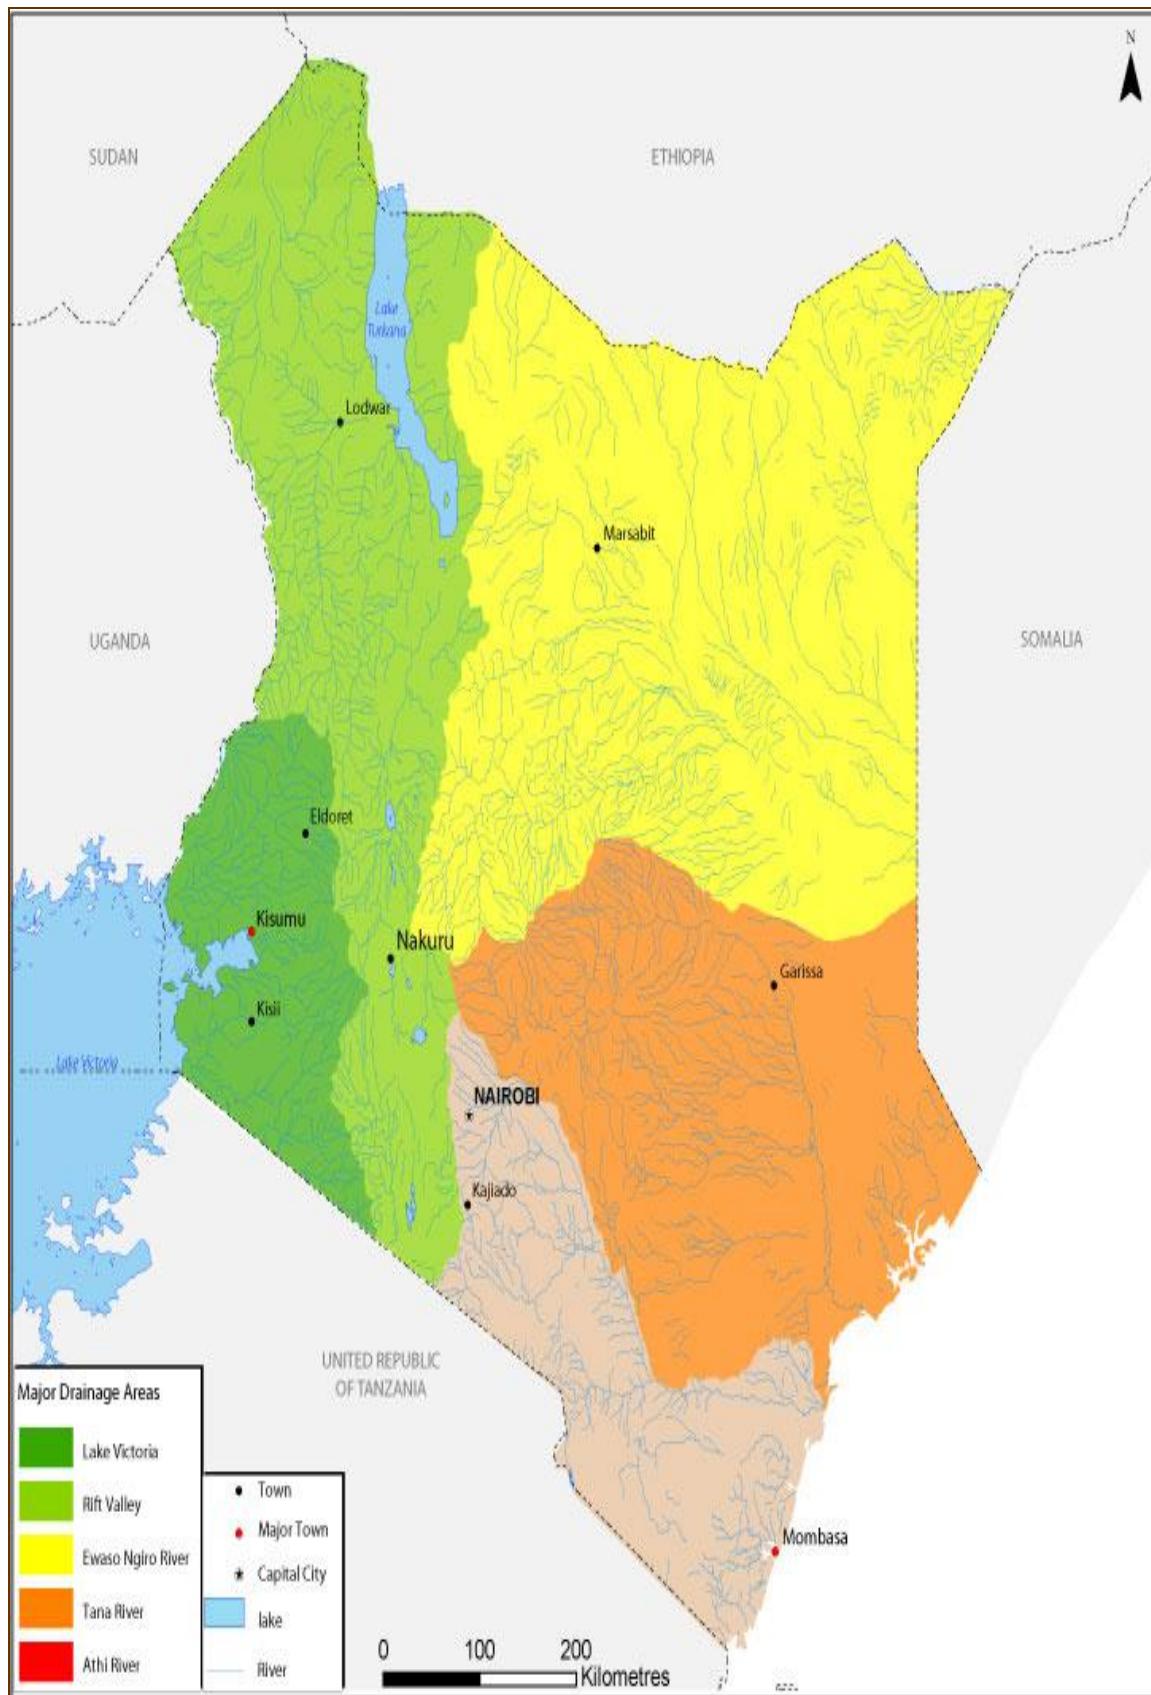 N
SUDAN
ETHIOPIA
Lake
Turkana
Lodwar
Marsabit
UGANDA
SOMALIA
Eldoret
Kisumu
Nakuru
Garissa
Kisii
Lake Victoria
NAIROBI
Kajiado
UNITED REPUBLIC
OF TANZANIA
Mombasa
Major Drainage Areas
Lake Victoria
Rift Valley
Ewaso Ngiro River
Tana River
Athi River
Town
Major Town
Capital City
lake
River
0 100 200
Kilometres